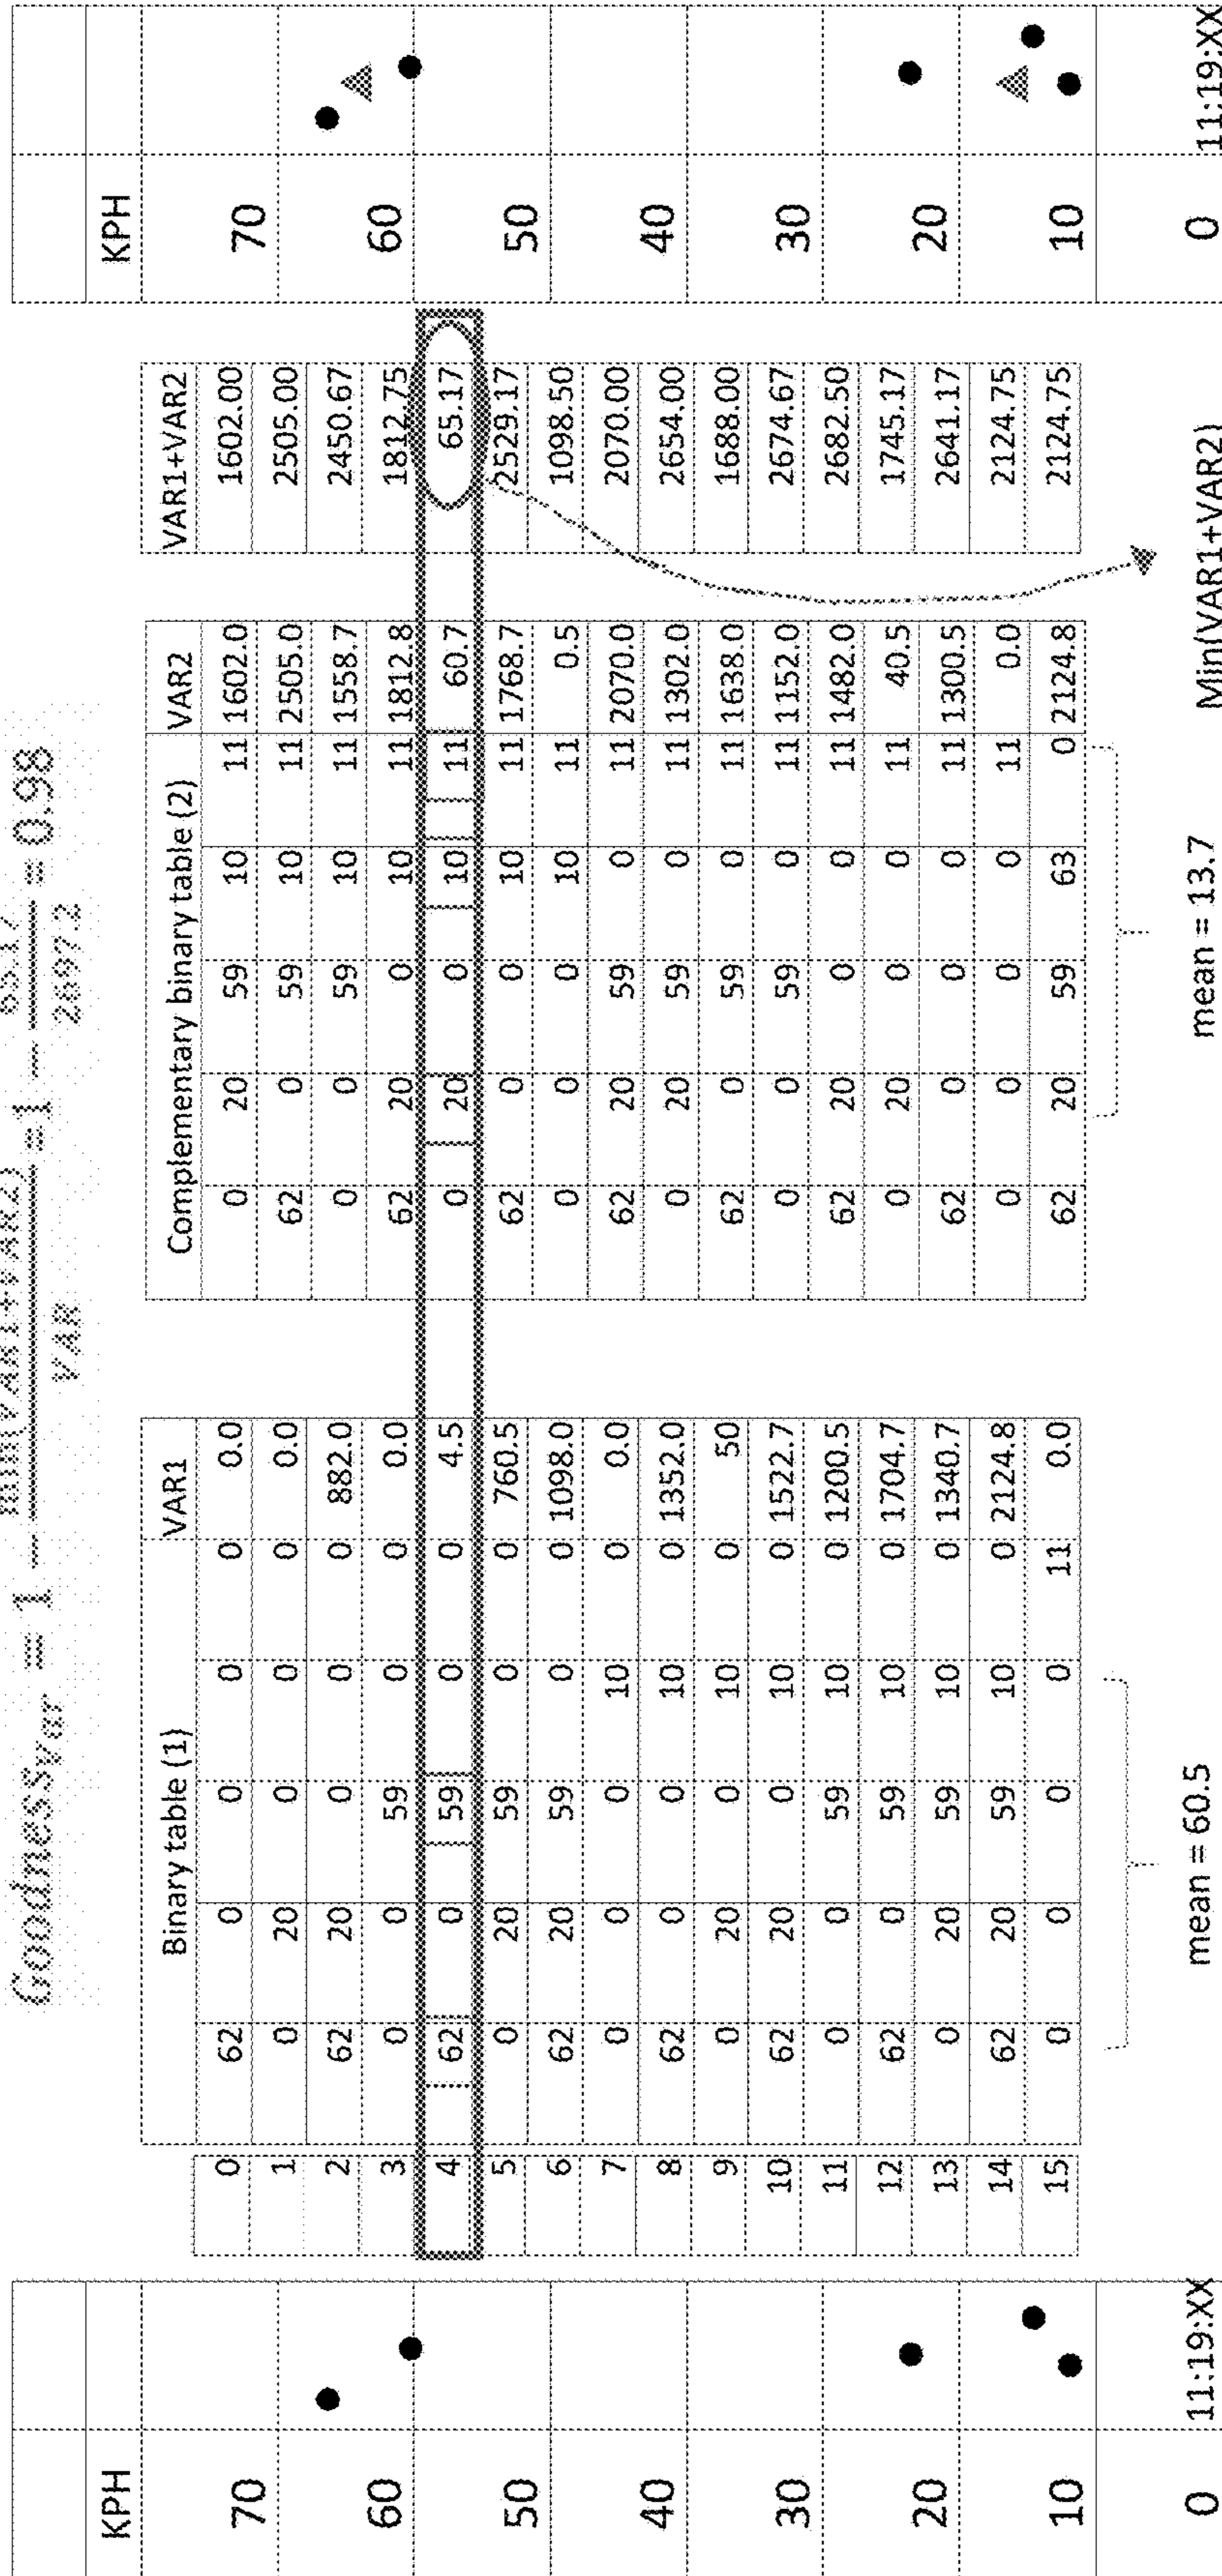 Goodness_var = 1 − min(VAR1+VAR2) / VAR = 1 − 65.17 / 2697.2 = 0.98
KPH
70
60
50
40
30
20
10
0 11:19:XX
Binary table (1) VAR1 Complementary binary table (2) VAR2 VAR1+VAR2
0 62 0 0 0 0 0.0 0 20 59 10 11 1602.0 1602.00
1 0 20 0 0 0 0.0 62 0 59 10 11 2505.0 2505.00
2 62 20 0 0 0 882.0 0 0 59 10 11 1558.7 2450.67
3 0 0 59 0 0 0.0 62 20 0 10 11 1812.8 1812.75
4 62 0 59 0 0 4.5 0 20 0 10 11 60.7 65.17
5 0 20 59 0 0 760.5 62 0 0 10 11 1768.7 2529.17
6 62 20 59 0 0 1098.0 0 0 0 10 11 0.5 1098.50
7 0 0 0 10 0 0.0 62 20 59 0 11 2070.0 2070.00
8 62 0 0 10 0 1352.0 0 20 59 0 11 1302.0 2654.00
9 0 20 0 10 0 50 62 0 59 0 11 1638.0 1688.00
10 62 20 0 10 0 1522.7 0 0 59 0 11 1152.0 2674.67
11 0 0 59 10 0 1200.5 62 20 0 0 11 1482.0 2682.50
12 62 0 59 10 0 1704.7 0 20 0 0 11 40.5 1745.17
13 0 20 59 10 0 1340.7 62 0 0 0 11 1300.5 2641.17
14 62 20 59 10 0 2124.8 0 0 0 0 11 0.0 2124.75
15 0 0 0 0 11 0.0 62 20 59 63 0 2124.8 2124.75
mean = 60.5 mean = 13.7 Min(VAR1+VAR2)
KPH
70
60
50
40
30
20
10
0 11:19:XX